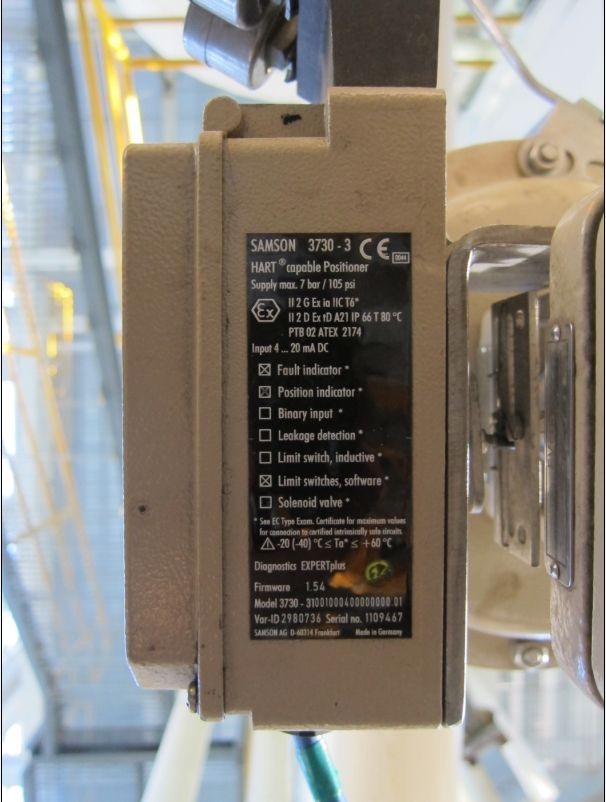 SAMSON 3730 - 3 CE 0044
HART® capable Positioner
Supply max. 7 bar / 105 psi
Ex II 2 G Ex ia IIC T6*
II 2 D Ex tD A21 IP 66 T 80 °C
PTB 02 ATEX 2174
Input 4 ... 20 mA DC
☒ Fault indicator *
☒ Position indicator *
☐ Binary input *
☐ Leakage detection *
☐ Limit switch, inductive *
☒ Limit switches, software *
☐ Solenoid valve *
* See EC Type Exam. Certificate for maximum values
for connection to certified intrinsically safe circuits
⚠ -20 (-40) °C ≤ Ta* ≤ +60 °C
Diagnostics EXPERTplus
Firmware 1.54
Model 3730 - 31001000400000000.01
Var-ID 2980736 Serial no. 1109467
SAMSON AG D-60314 Frankfurt Made in Germany